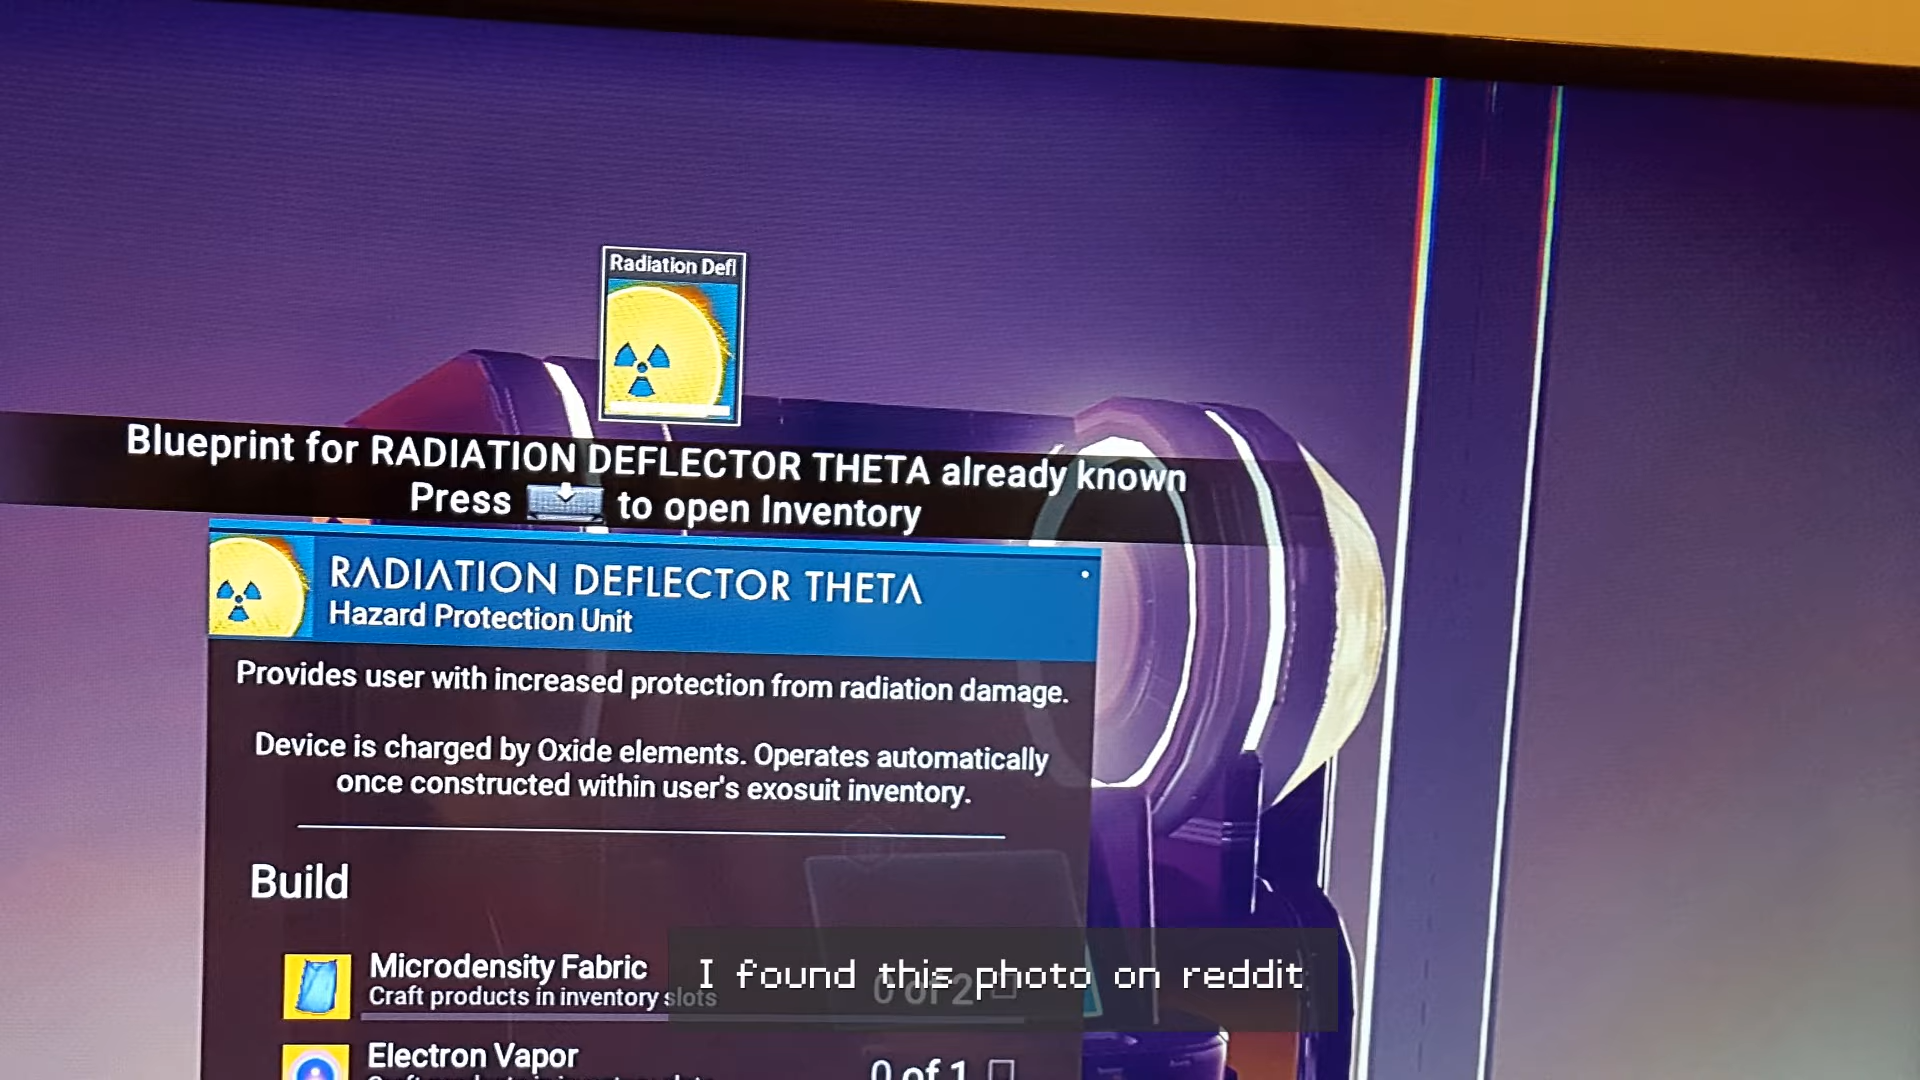 Radiation Defl
Blueprint for RADIATION DEFLECTOR THETA already known
Press to open Inventory
RADIATION DEFLECTOR THETA
Hazard Protection Unit
Provides user with increased protection from radiation damage.
Device is charged by Oxide elements. Operates automatically
once constructed within user's exosuit inventory.
Build
Microdensity Fabric
Craft products in inventory slots
0 of 2
I found this photo on reddit
Electron Vapor
0 of 1